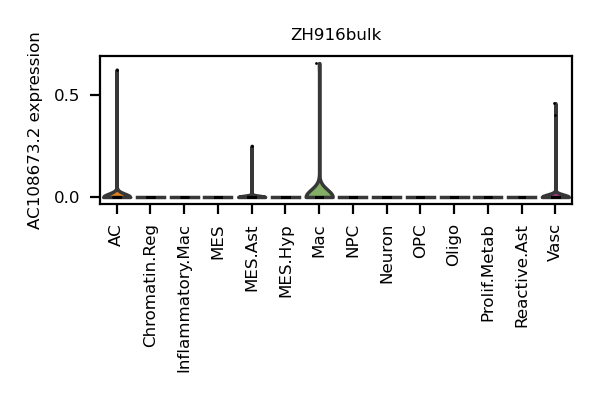 ZH916bulk
AC108673.2 expression
0.5
0.0
AC
Chromatin.Reg
Inflammatory.Mac
MES
MES.Ast
MES.Hyp
Mac
NPC
Neuron
OPC
Oligo
Prolif.Metab
Reactive.Ast
Vasc